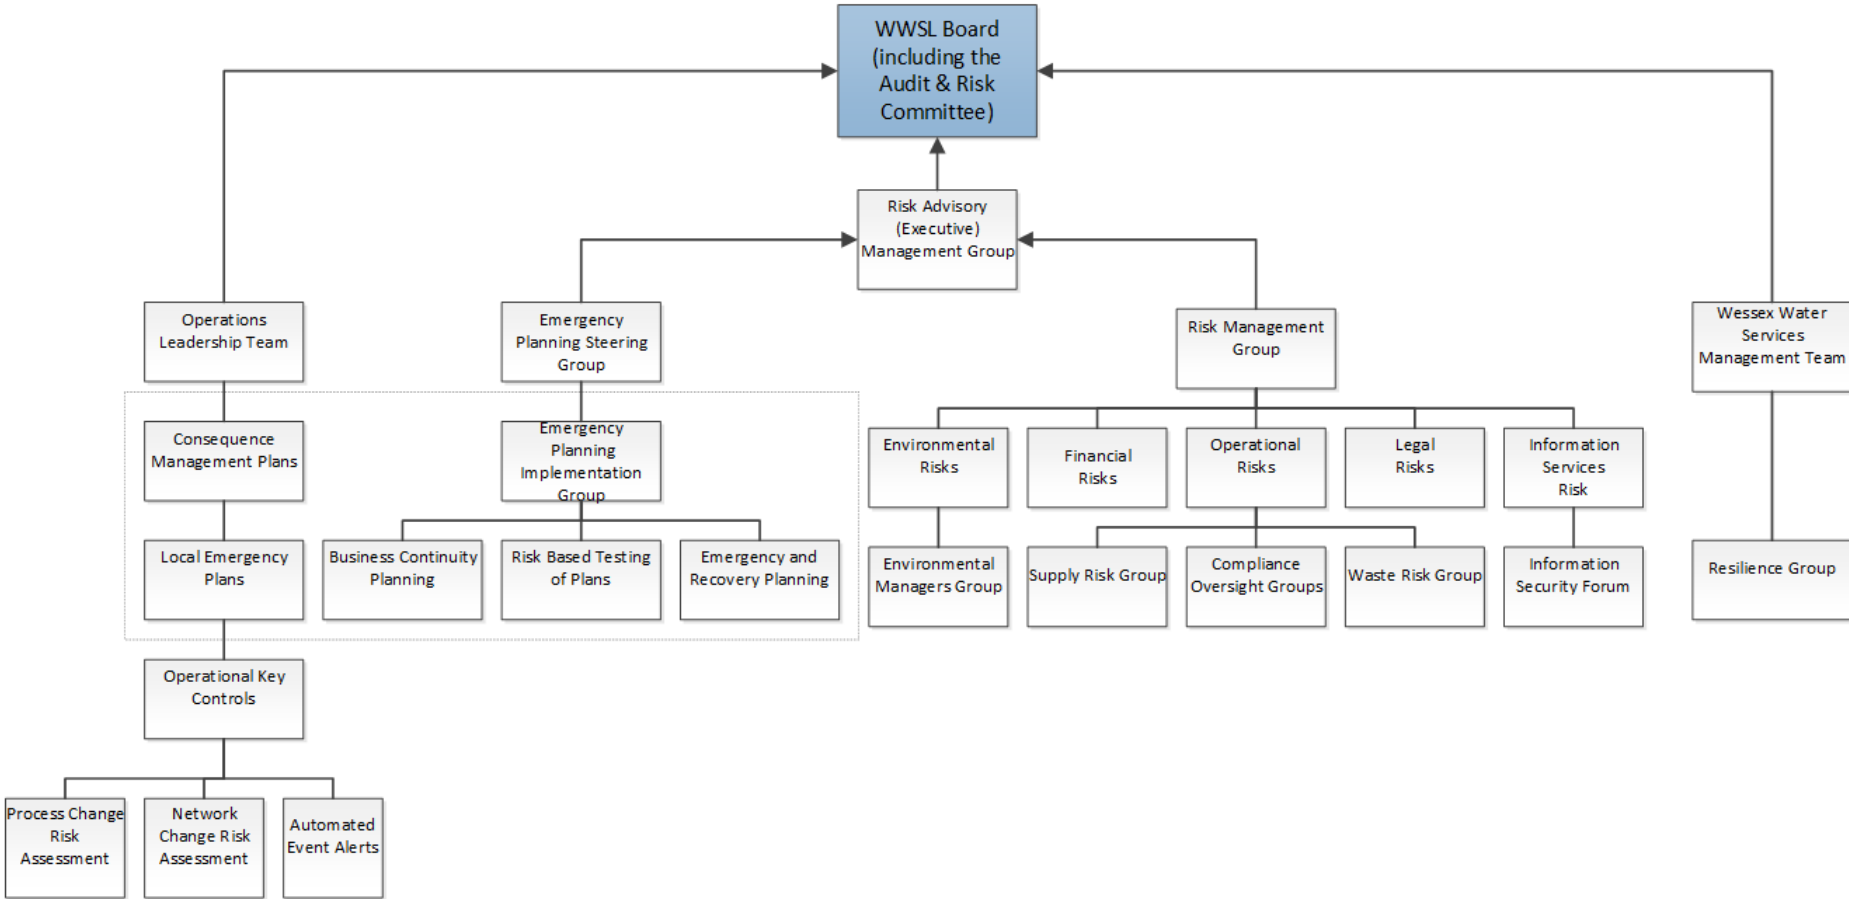 WWSL Board
(including the
Audit & Risk
Committee)
Risk Advisory
(Executive)
Management Group
Operations
Leadership Team
Emergency
Planning Steering
Group
Risk Management
Group
Wessex Water
Services
Management Team
Consequence
Management Plans
Emergency
Planning
Implementation
Group
Environmental
Risks
Financial
Risks
Operational
Risks
Legal
Risks
Information
Services
Risk
Local Emergency
Plans
Business Continuity
Planning
Risk Based Testing
of Plans
Emergency and
Recovery Planning
Environmental
Managers Group
Supply Risk Group
Compliance
Oversight Groups
Waste Risk Group
Information
Security Forum
Resilience Group
Operational Key
Controls
Process Change
Risk
Assessment
Network
Change Risk
Assessment
Automated
Event Alerts